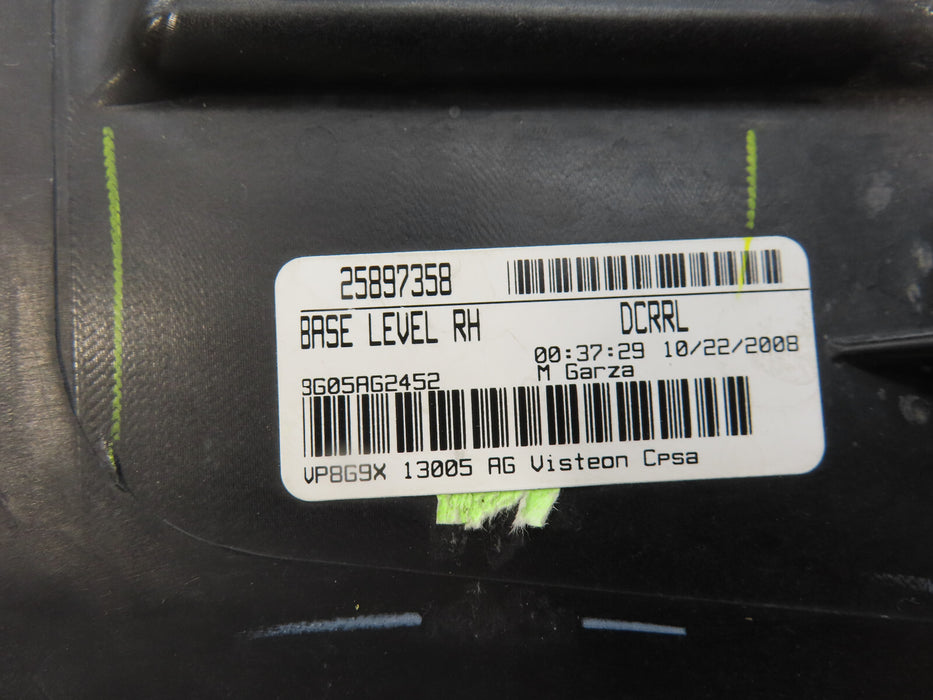 25897358
BASE LEVEL RH DCRRL
00:37:29 10/22/2008
M Garza
9G05AG2452
VP8G9X 13005 AG Visteon Cpsa